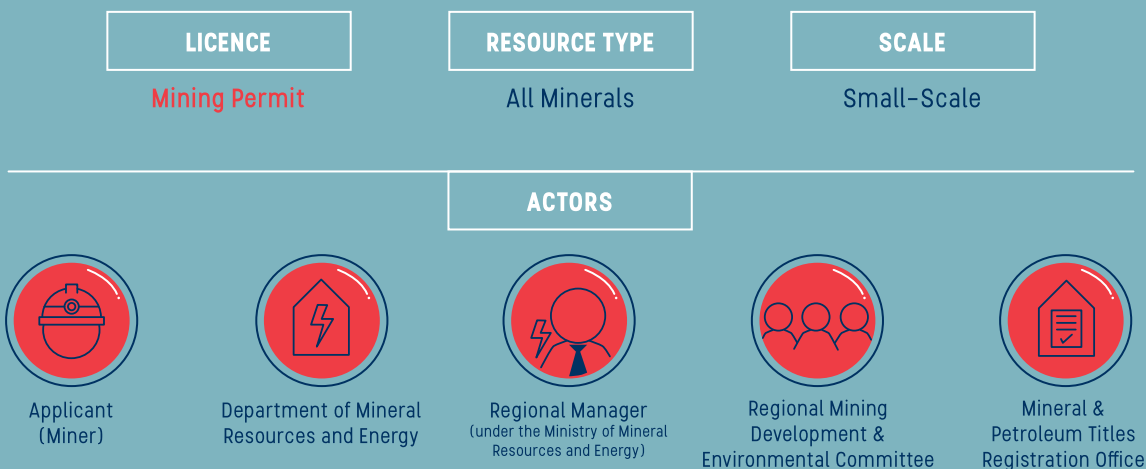 LICENCE
RESOURCE TYPE
SCALE
Mining Permit
All Minerals
Small-Scale
ACTORS
Applicant
(Miner)
Department of Mineral
Resources and Energy
Regional Manager
(under the Ministry of Mineral
Resources and Energy)
Regional Mining
Development &
Environmental Committee
Mineral &
Petroleum Titles
Registration Office